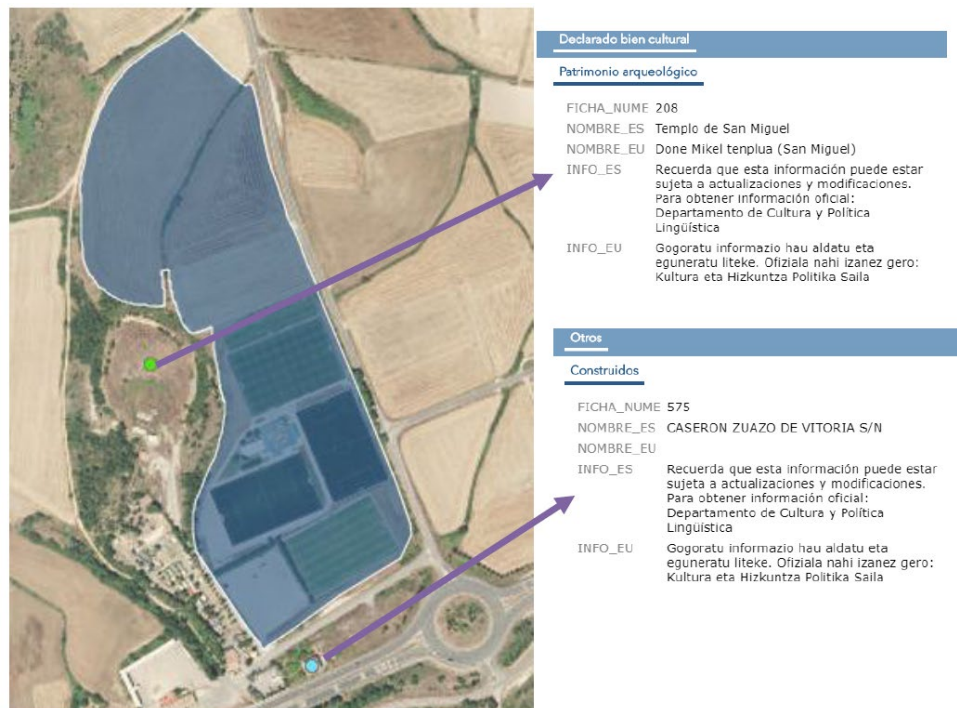 Declarado bien cultural
Patrimonio arqueológico
FICHA_NUME 208
NOMBRE_ES Templo de San Miguel
NOMBRE_EU Done Mikel tenplua (San Miguel)
INFO_ES Recuerda que esta información puede estar
sujeta a actualizaciones y modificaciones.
Para obtener información oficial:
Departamento de Cultura y Política
Lingüística
INFO_EU Gogoratu informazio hau aldatu eta
eguneratu liteke. Ofiziala nahi izanez gero:
Kultura eta Hizkuntza Politika Saila
Otros
Construidos
FICHA_NUME 575
NOMBRE_ES CASERON ZUAZO DE VITORIA S/N
NOMBRE_EU
INFO_ES Recuerda que esta información puede estar
sujeta a actualizaciones y modificaciones.
Para obtener información oficial:
Departamento de Cultura y Política
Lingüística
INFO_EU Gogoratu informazio hau aldatu eta
eguneratu liteke. Ofiziala nahi izanez gero:
Kultura eta Hizkuntza Politika Saila